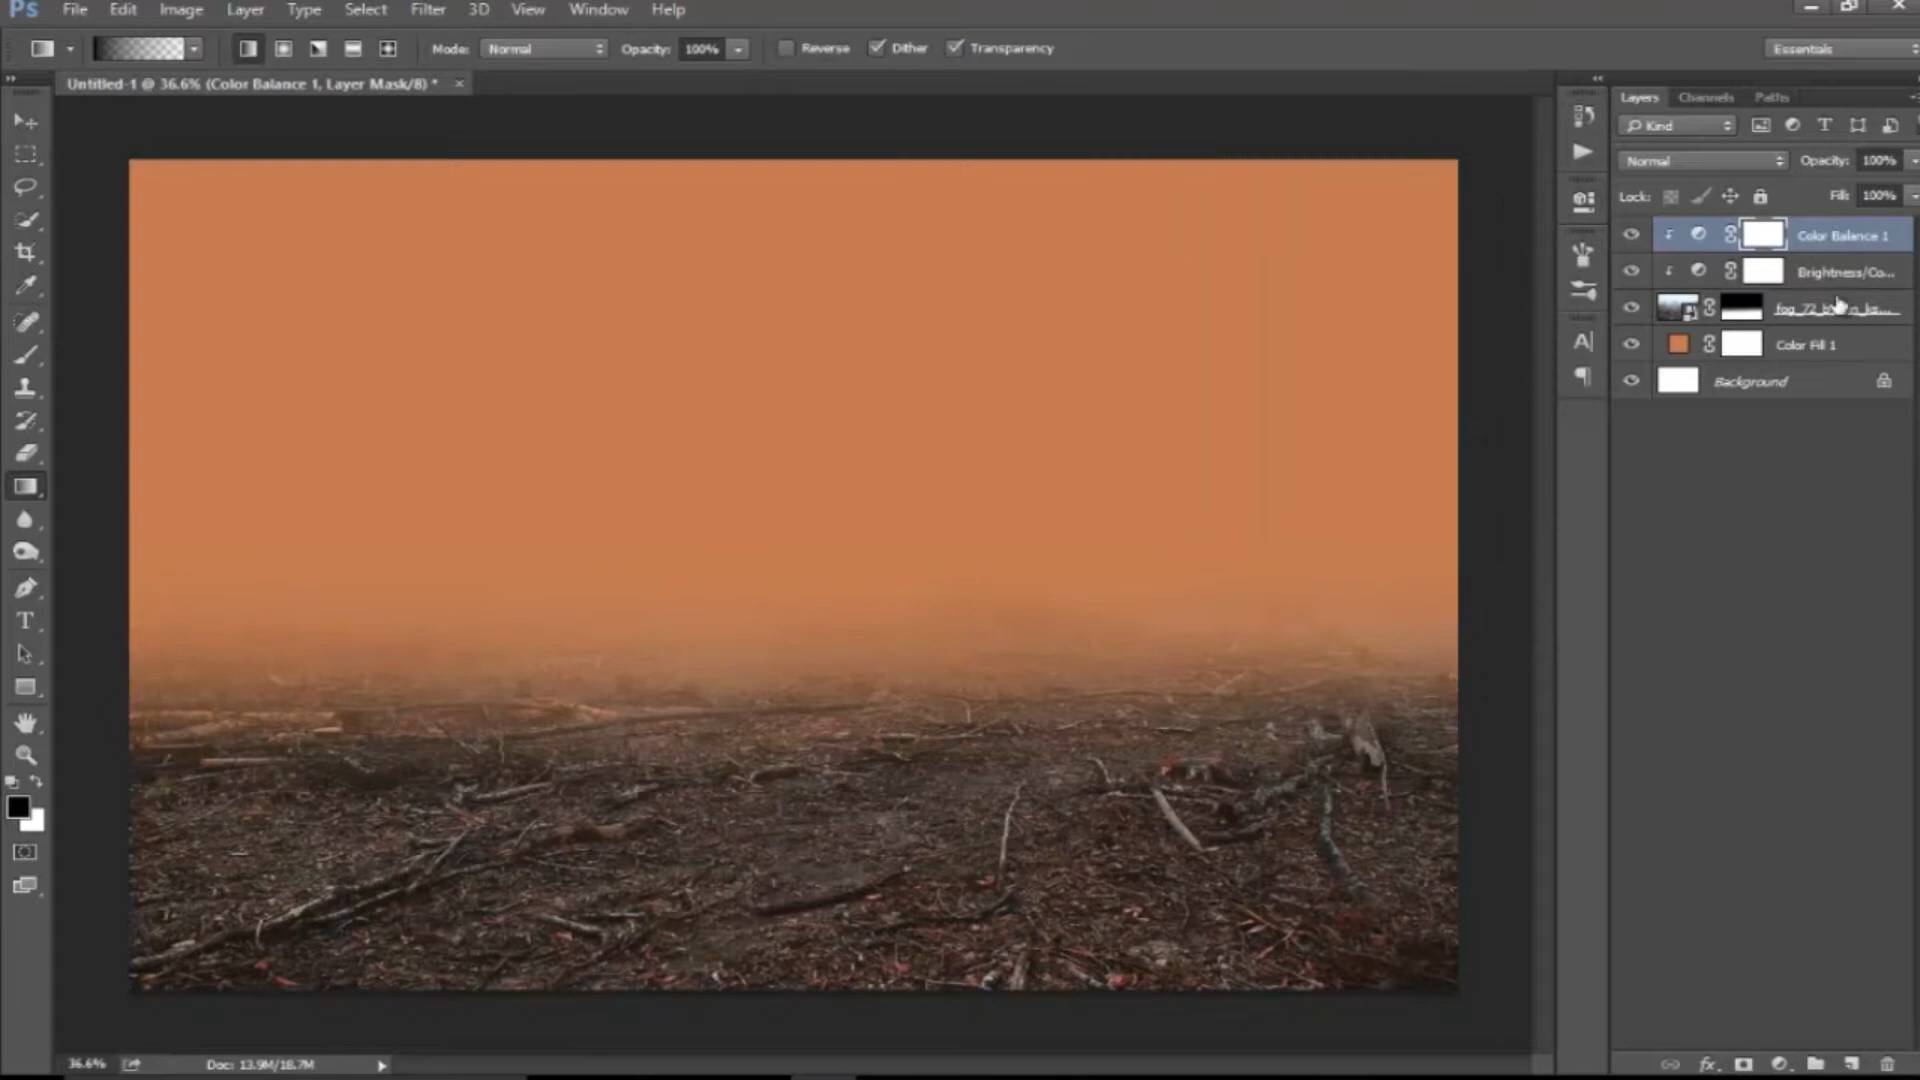 Ps File Edit Image Layer Type Select Filter 3D View Window Help
Mode: Normal Opacity: 100% Reverse Dither Transparency Essentials
Untitled-1 @ 36.6% (Color Balance 1, Layer Mask/8) * ×
Layers Channels Paths
Kind
Normal Opacity: 100%
Lock: Fill: 100%
Color Balance 1
Brightness/Co...
fog_72_
Color Fill 1
Background
36.6% Doc: 13.9M/18.7M